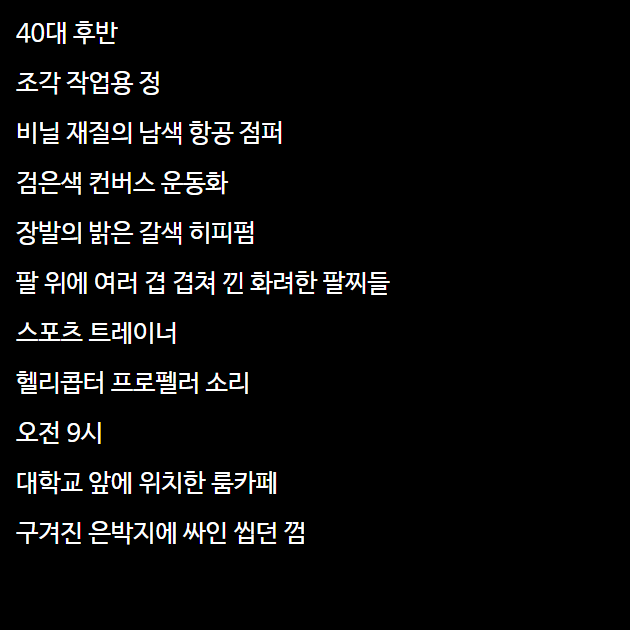 40대 후반
조각 작업용 정
비닐 재질의 남색 항공 점퍼
검은색 컨버스 운동화
장발의 밝은 갈색 히피펌
팔 위에 여러 겹 겹쳐 낀 화려한 팔찌들
스포츠 트레이너
헬리콥터 프로펠러 소리
오전 9시
대학교 앞에 위치한 룸카페
구겨진 은박지에 싸인 씹던 껌